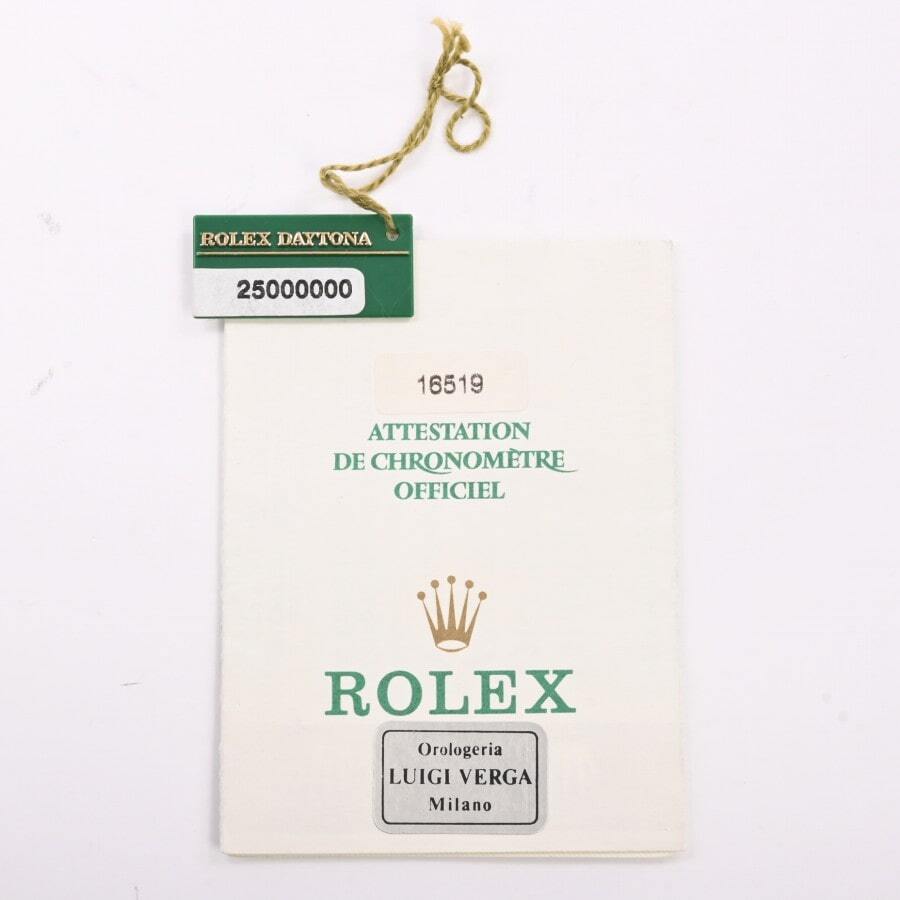 ROLEX DAYTONA
25000000
16519
ATTESTATION
DE CHRONOMÈTRE
OFFICIEL
ROLEX
Orologeria
LUIGI VERGA
Milano